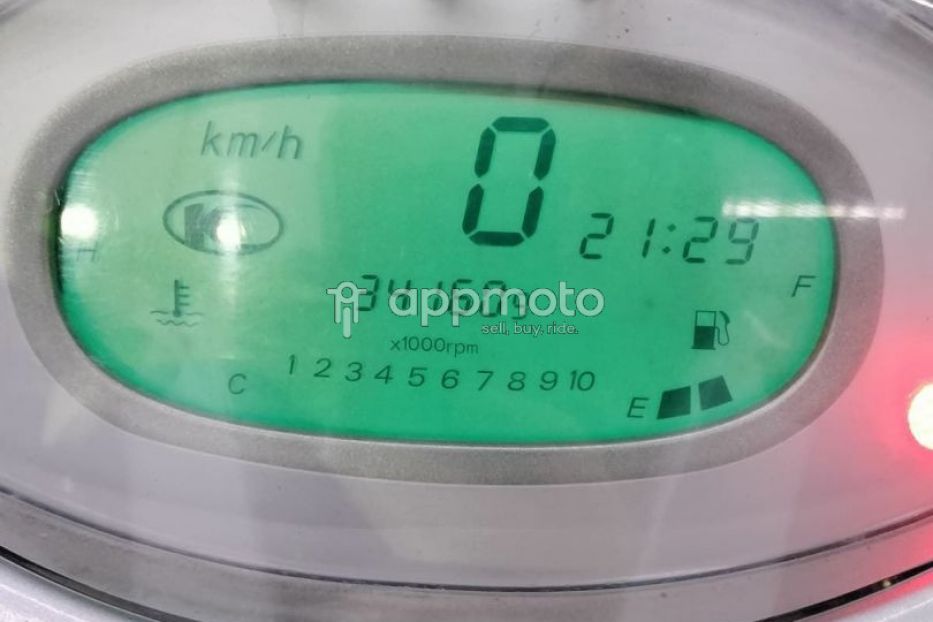 km/h
0
21:29
H
F
appmoto
sell, buy, ride.
x1000rpm
1 2 3 4 5 6 7 8 9 10
C
E